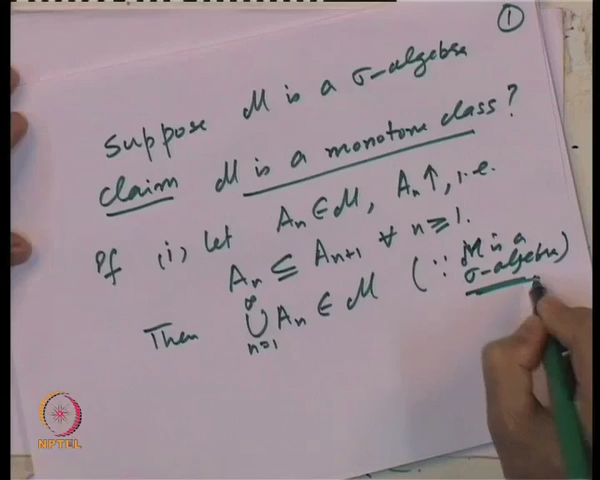 ①
Suppose ℳ is a σ-algebra
claim ℳ is a monotone class?
Pf (i) Let Aₙ ∈ ℳ, Aₙ↑, i.e.
Aₙ ⊆ Aₙ₊₁ ∀ n ≥ 1.
Then ⋃ₙ₌₁^∞ Aₙ ∈ ℳ (∵ ℳ is a
σ-algebra)
NPTEL